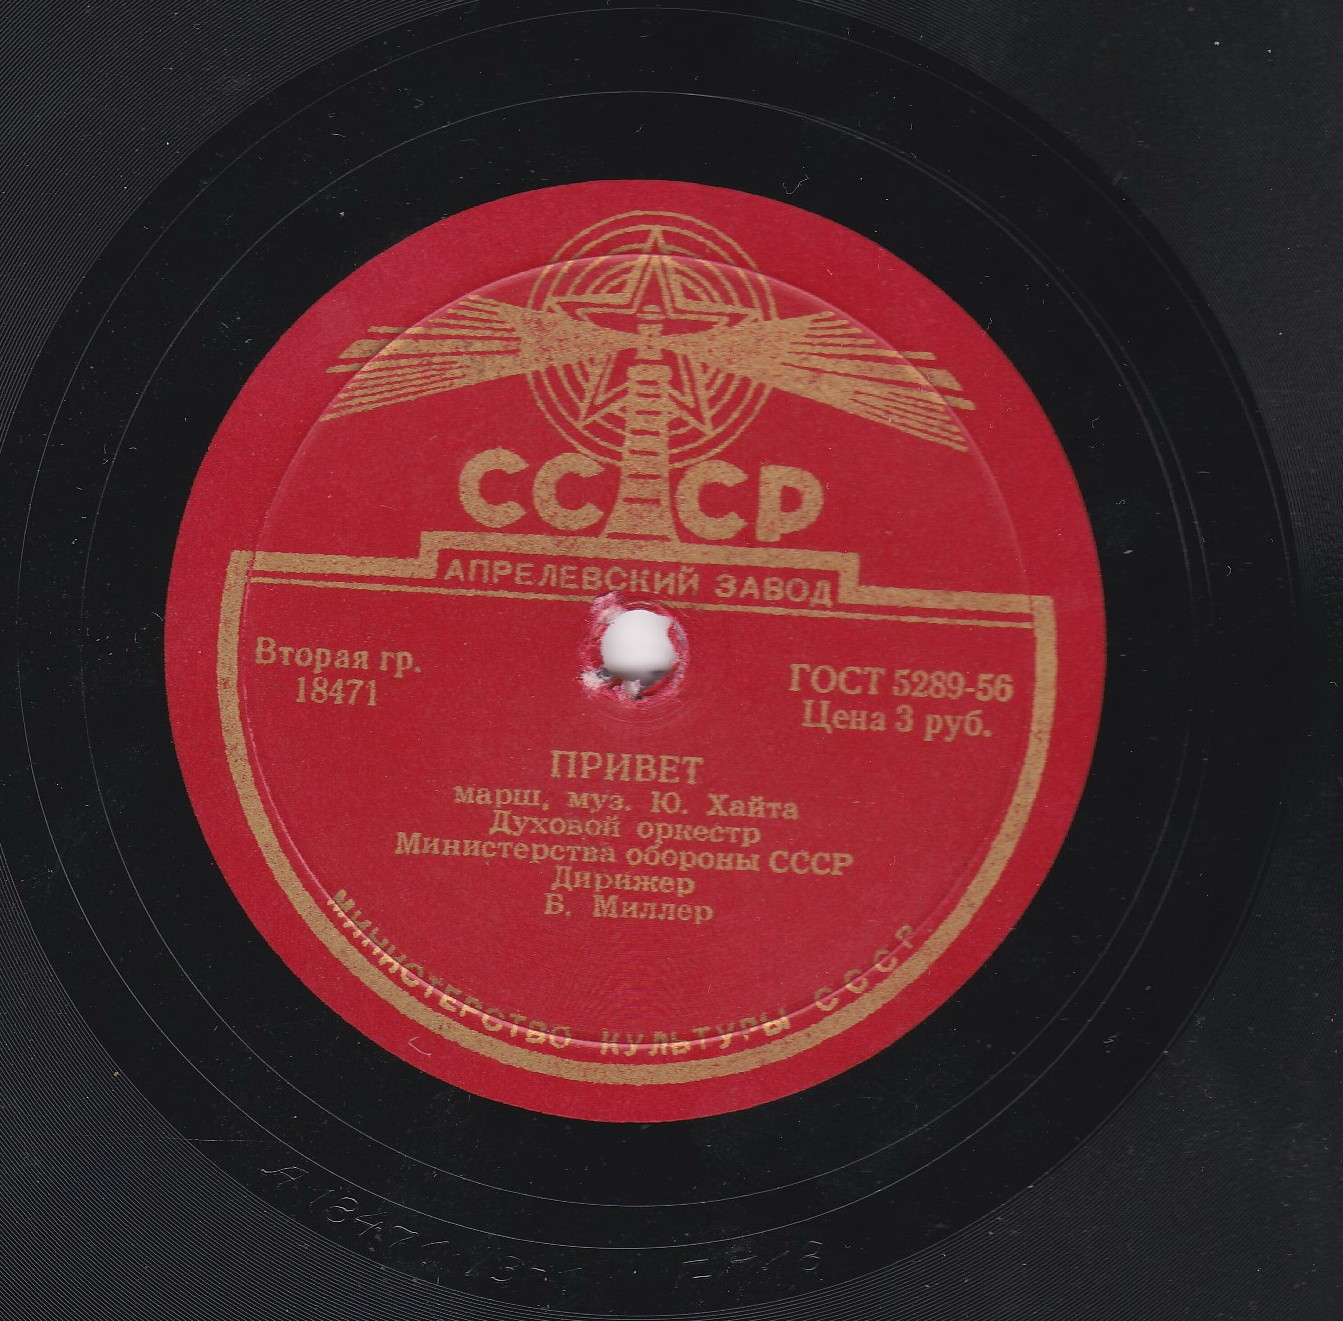 СССР
АПРЕЛЕВСКИЙ ЗАВОД
Вторая гр.
18471
ГОСТ 5289-56
Цена 3 руб.
ПРИВЕТ
марш, муз. Ю. Хайта
Духовой оркестр
Министерства обороны СССР
Дирижер
Б. Миллер
МИНИСТЕРСТВО КУЛЬТУРЫ СССР